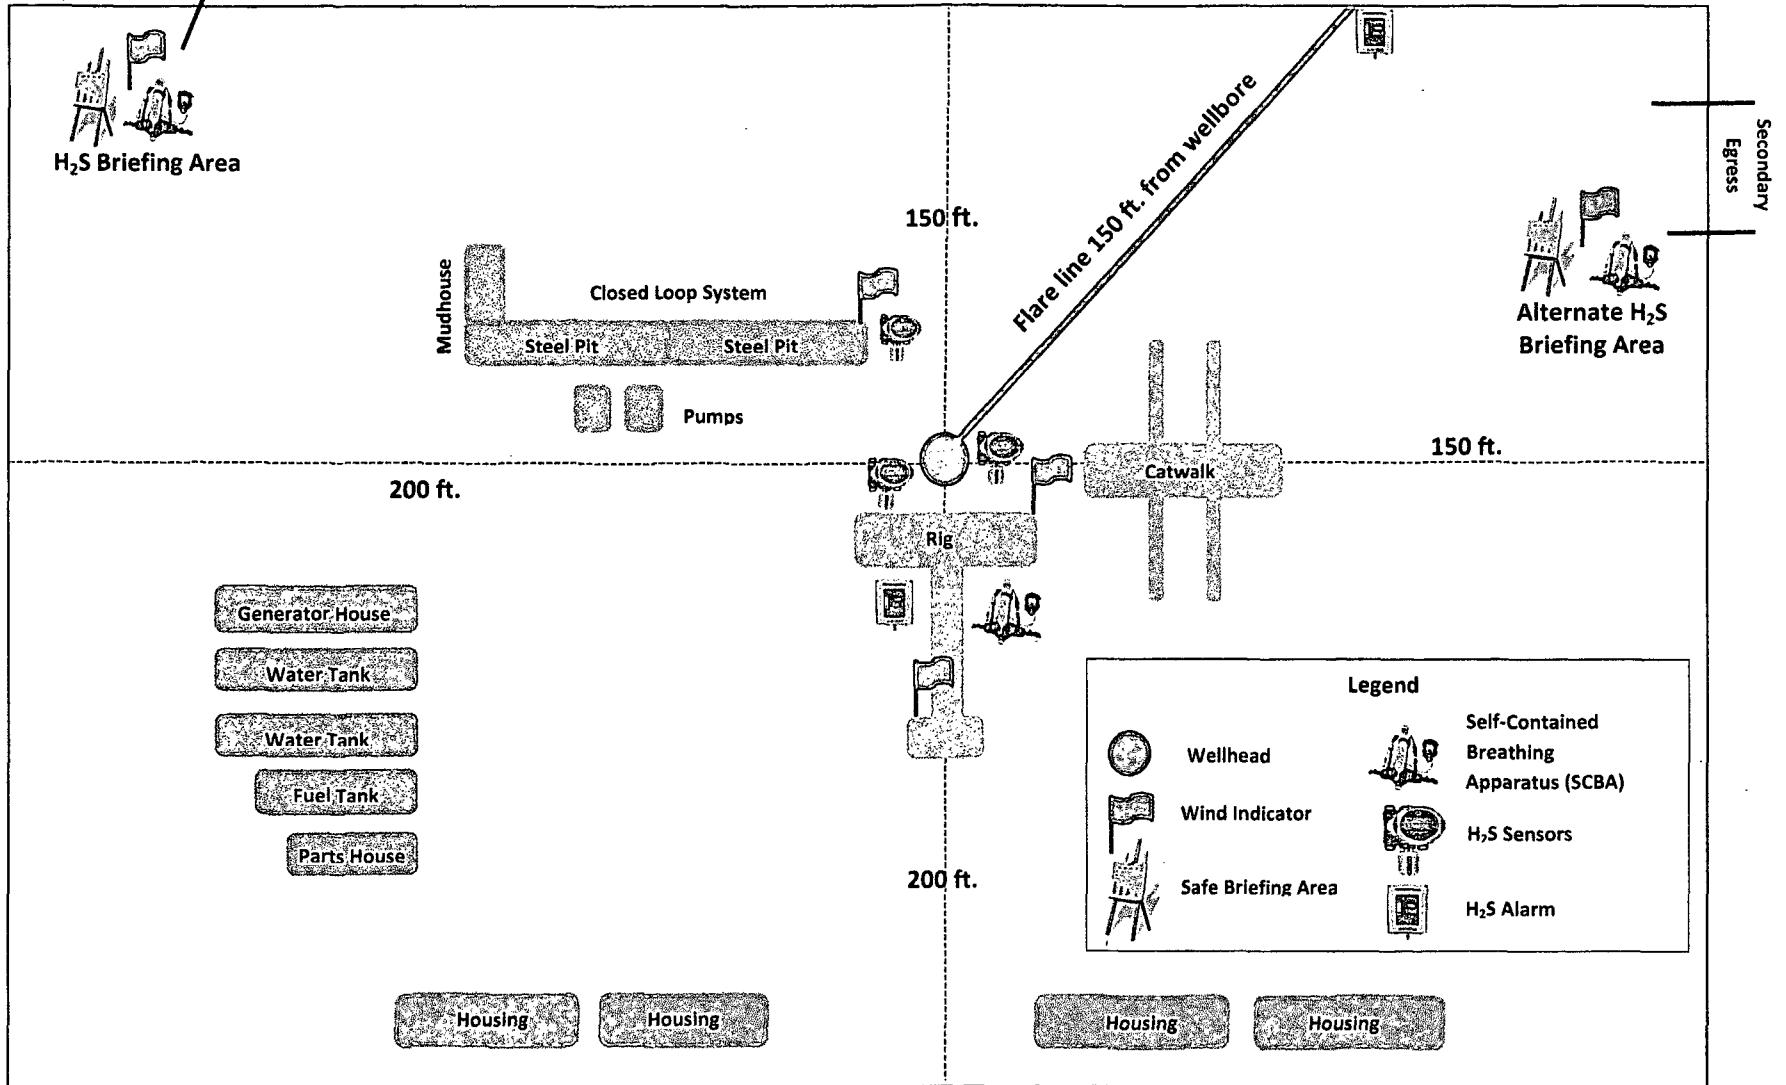 H₂S Briefing Area
150 ft.
Flare line 150 ft. from wellbore
Secondary
Egress
Alternate H₂S
Briefing Area
Mudhouse
Closed Loop System
Steel Pit
Steel Pit
Pumps
150 ft.
200 ft.
Catwalk
Rig
Generator House
Water Tank
Water Tank
Fuel Tank
Parts House
200 ft.
Legend
Wellhead
Wind Indicator
Safe Briefing Area
Self-Contained
Breathing
Apparatus (SCBA)
H₂S Sensors
H₂S Alarm
Housing
Housing
Housing
Housing